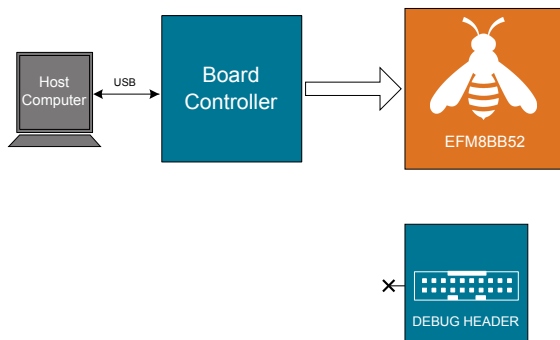 Host
Computer
USB
Board
Controller
EFM8BB52
DEBUG HEADER